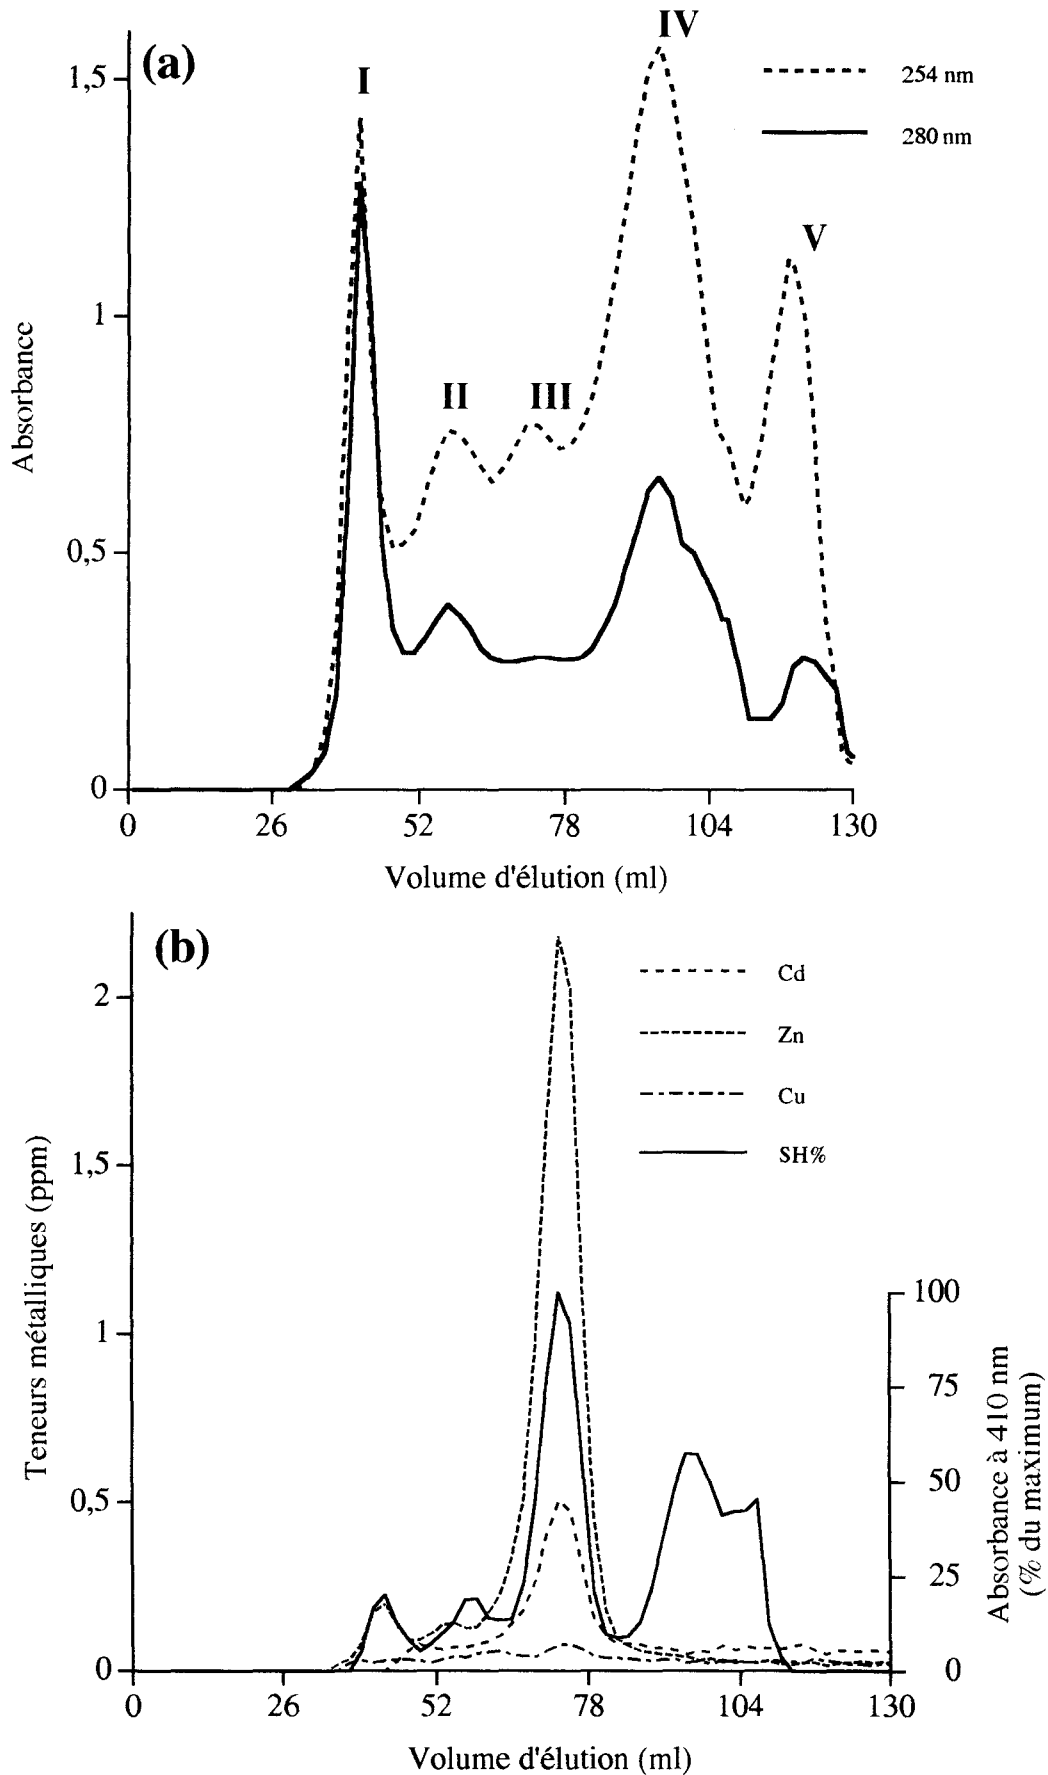 (a)
I
II
III
IV
V
254 nm
280 nm
1,5
1
0,5
0
Absorbance
0 26 52 78 104 130
Volume d'élution (ml)
(b)
Cd
Zn
Cu
SH%
2
1,5
1
0,5
0
Teneurs métalliques (ppm)
100
75
50
25
0
Absorbance à 410 nm
(% du maximum)
0 26 52 78 104 130
Volume d'élution (ml)